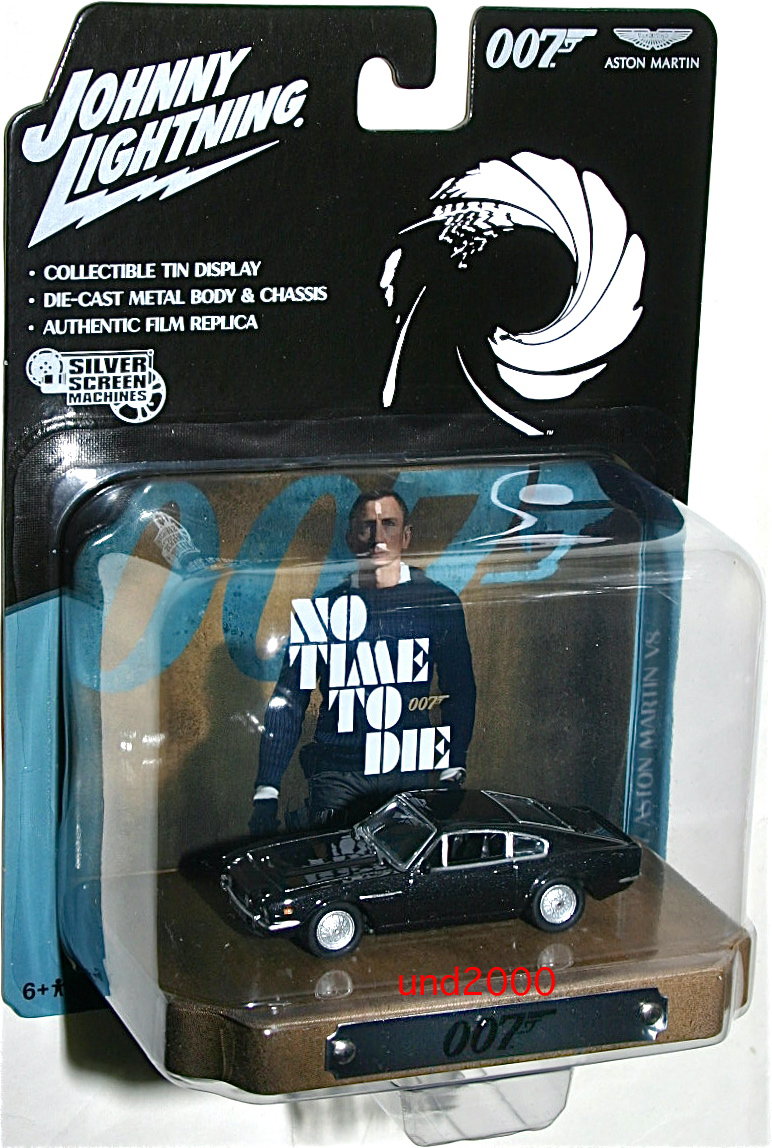 JOHNNY
LIGHTNING.
007
ASTON MARTIN
• COLLECTIBLE TIN DISPLAY
• DIE-CAST METAL BODY & CHASSIS
• AUTHENTIC FILM REPLICA
SILVER
SCREEN
MACHINES
™
007
NO
TIME
TO
DIE
007
ASTON MARTIN V8
6+
und2000
007